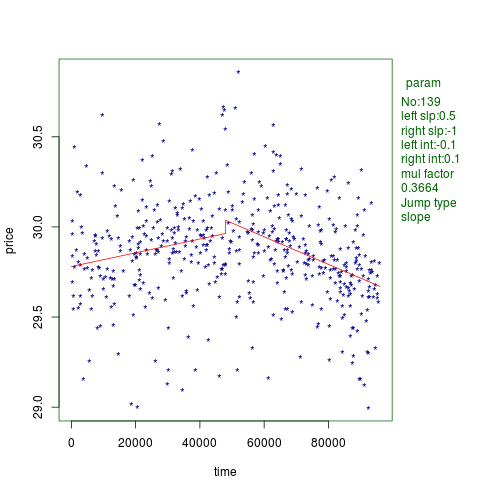 param
No:139
left slp:0.5
right slp:-1
left int:-0.1
right int:0.1
mul factor
0.3664
Jump type
slope
30.5
30.0
29.5
29.0
price
0 20000 40000 60000 80000
time